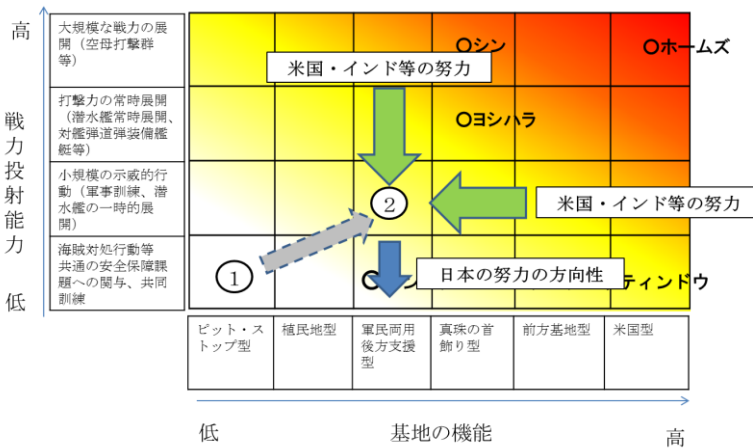 高
戦力投射能力
低
大規模な戦力の展
開（空母打撃群
等）
打撃力の常時展開
（潜水艦常時展開、
対艦弾道弾装備艦
艇等）
小規模の示威的行
動（軍事訓練、潜
水艦の一時的展
開）
海賊対処行動等
共通の安全保障課
題への関与、共同
訓練
○シン
○ホームズ
米国・インド等の努力
○ヨシハラ
②
米国・インド等の努力
①
日本の努力の方向性
ティンドウ
ピット・ス
トップ型
植民地型
軍民両用
後方支援
型
真珠の首
飾り型
前方基地型
米国型
低
基地の機能
高